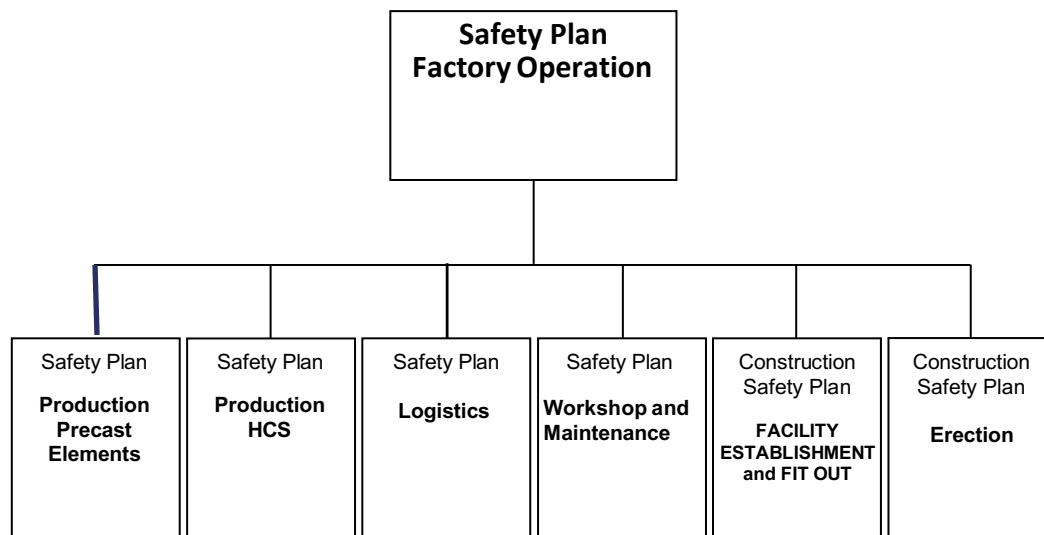 Safety Plan
Factory Operation
Safety Plan
Production
Precast
Elements
Safety Plan
Production
HCS
Safety Plan
Logistics
Safety Plan
Workshop and
Maintenance
Construction
Safety Plan
FACILITY
ESTABLISHMENT
and FIT OUT
Construction
Safety Plan
Erection